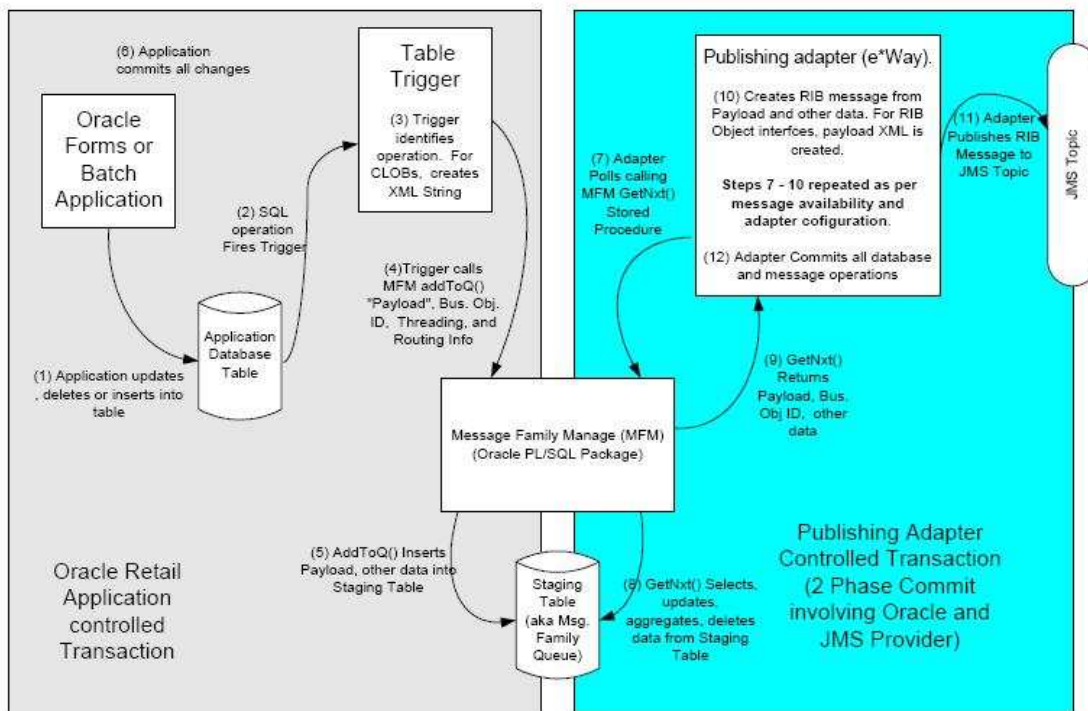 (6) Application
commits all changes
Oracle
Forms or
Batch
Application
Table
Trigger
(3) Trigger
identifies
operation. For
CLOBs, creates
XML String
(2) SQL
operation
Fires Trigger
(4)Trigger calls
MFM addToQ()
"Payload", Bus. Obj.
ID, Threading, and
Routing Info
Application
Database
Table
(1) Application updates
, deletes or inserts into
table
Message Family Manage (MFM)
(Oracle PL/SQL Package)
(5) AddToQ() Inserts
Payload, other data into
Staging Table
Staging
Table
(aka Msg.
Family
Queue)
Oracle Retail
Application
controlled
Transaction
Publishing adapter (e*Way).
(10) Creates RIB message from
Payload and other data. For RIB
Object interfces, payload XML is
created.
Steps 7 - 10 repeated as per
message availability and
adapter cofiguration.
(12) Adapter Commits all database
and message operations
(7) Adapter
Polls calling
MFM GetNxt()
Stored
Procedure
(11) Adapter
Publishes RIB
Message to
JMS Topic
JMS Topic
(9) GetNxt()
Returns
Payload, Bus.
Obj ID, other
data
(8) GetNxt() Selects,
updates,
aggregates, deletes
data from Staging
Table
Publishing Adapter
Controlled Transaction
(2 Phase Commit
involving Oracle and
JMS Provider)